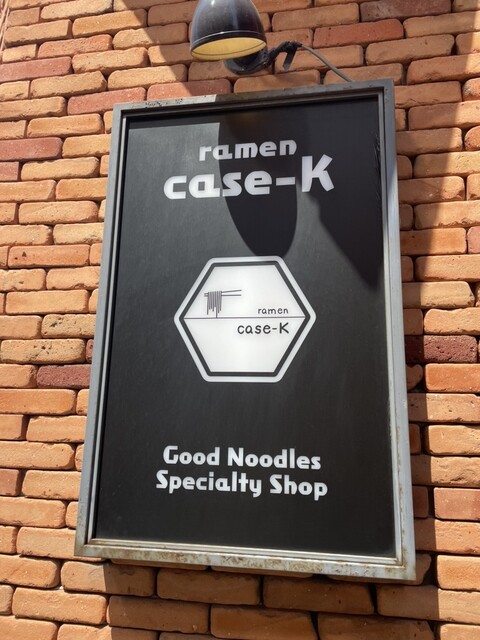 ramen
case-K
ramen
case-K
Good Noodles
Specialty Shop